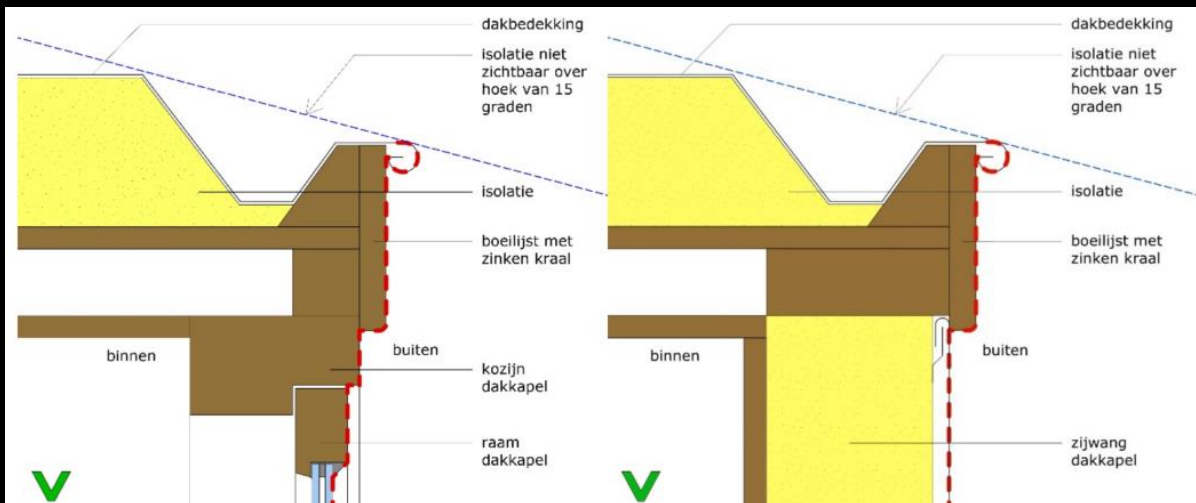 dakbedekking
isolatie niet
zichtbaar over
hoek van 15
graden
isolatie
boeilijst met
zinken kraal
binnen
buiten
kozijn
dakkapel
raam
dakkapel
dakbedekking
isolatie niet
zichtbaar over
hoek van 15
graden
isolatie
boeilijst met
zinken kraal
binnen
buiten
zijwang
dakkapel